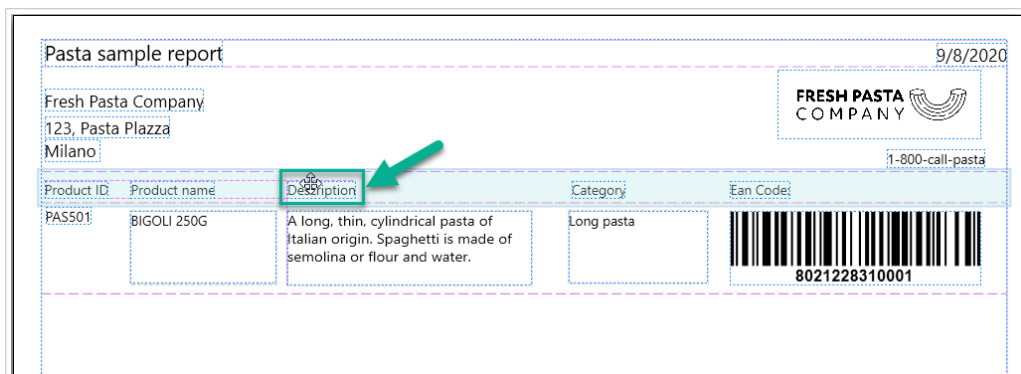 Pasta sample report 9/8/2020
Fresh Pasta Company
123, Pasta Plazza
Milano
FRESH PASTA
COMPANY
1-800-call-pasta
Product ID Product name Description Category Ean Code:
PAS501 BIGOLI 250G A long, thin, cylindrical pasta of Long pasta
Italian origin. Spaghetti is made of
semolina or flour and water.
8021228310001